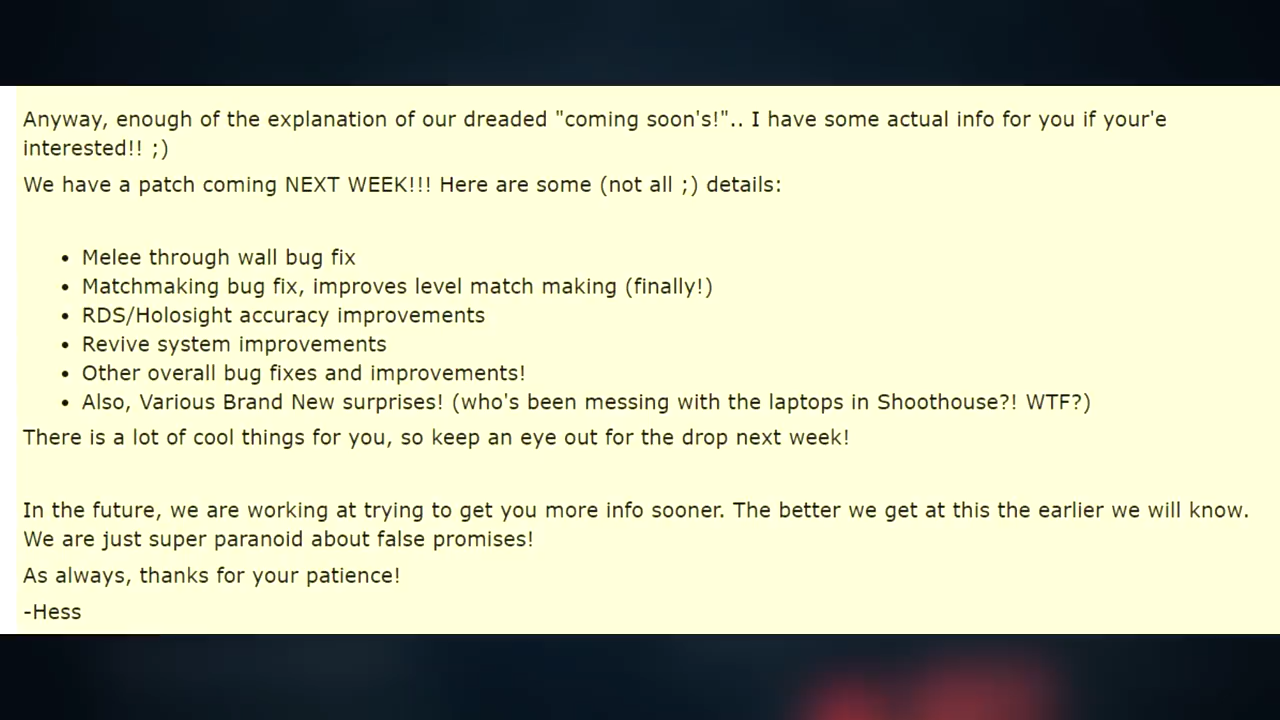 Anyway, enough of the explanation of our dreaded "coming soon's!".. I have some actual info for you if your'e
interested!! ;)
We have a patch coming NEXT WEEK!!! Here are some (not all ;) details:
• Melee through wall bug fix
• Matchmaking bug fix, improves level match making (finally!)
• RDS/Holosight accuracy improvements
• Revive system improvements
• Other overall bug fixes and improvements!
• Also, Various Brand New surprises! (who's been messing with the laptops in Shoothouse?! WTF?)
There is a lot of cool things for you, so keep an eye out for the drop next week!
In the future, we are working at trying to get you more info sooner. The better we get at this the earlier we will know.
We are just super paranoid about false promises!
As always, thanks for your patience!
-Hess